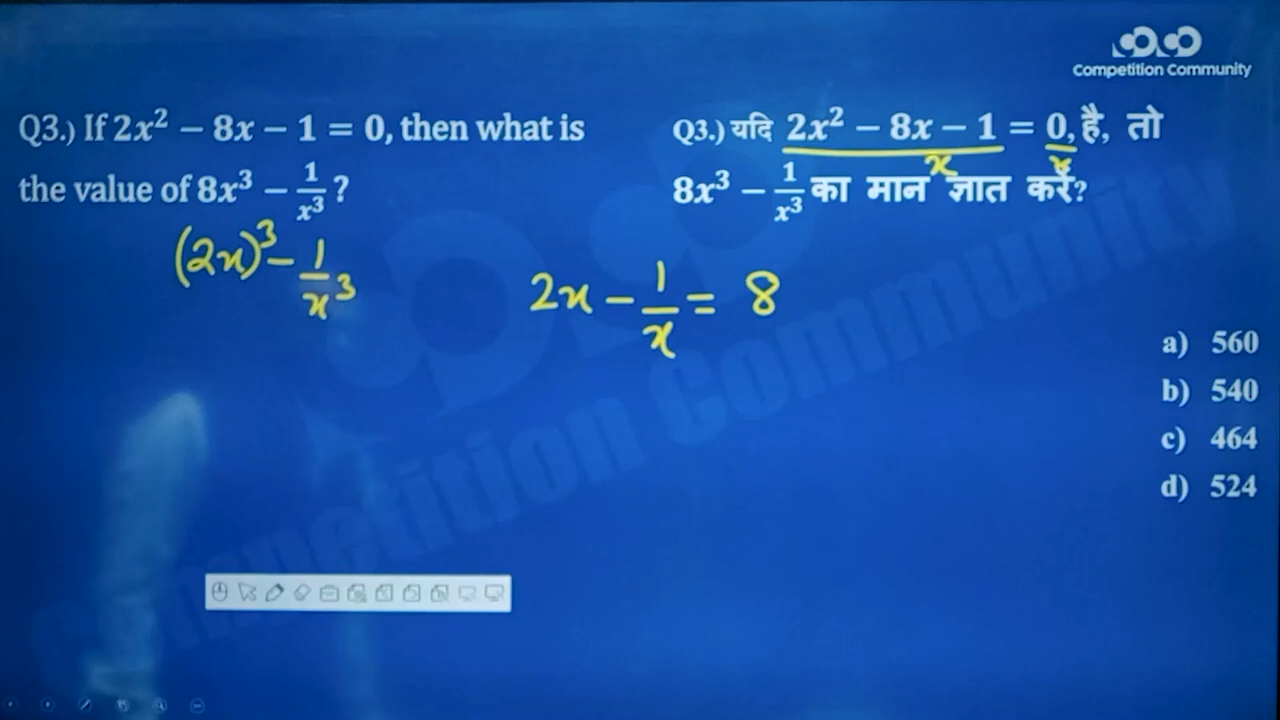 Competition Community
Q3.) If 2x² − 8x − 1 = 0, then what is
the value of 8x³ − 1/x³ ?
Q3.) यदि 2x² − 8x − 1 = 0, है, तो
x x
8x³ − 1/x³ का मान ज्ञात करें?
(2x)³ − 1/x³
2x − 1/x = 8
a) 560
b) 540
c) 464
d) 524
Competition Community